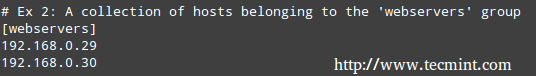 # Ex 2: A collection of hosts belonging to the 'webservers' group
[webservers]
192.168.0.29
192.168.0.30
http://www.tecmint.com